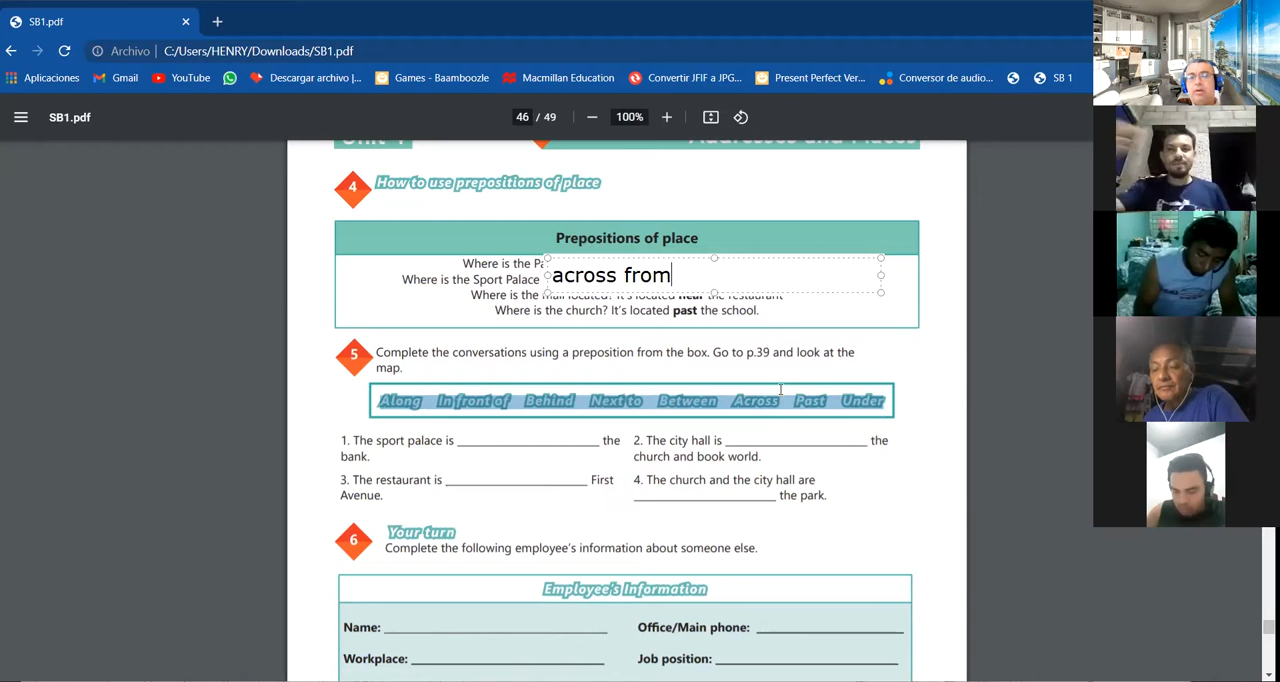 SB1.pdf
Archivo C:/Users/HENRY/Downloads/SB1.pdf
Aplicaciones Gmail YouTube Descargar archivo |... Games - Baamboozle Macmillan Education Convertir JFIF a JPG... Present Perfect Ver... Conversor de audio... SB 1
SB1.pdf 46 / 49 100%
4 How to use prepositions of place
Prepositions of place
Where is the
across from
Where is the Sport Palace
Where is the mall located? It's located near the restaurant
Where is the church? It's located past the school.
5 Complete the conversations using a preposition from the box. Go to p.39 and look at the
map.
Along In front of Behind Next to Between Across Past Under
1. The sport palace is ____________________ the
bank.
2. The city hall is ____________________ the
church and book world.
3. The restaurant is ____________________ First
Avenue.
4. The church and the city hall are
____________________ the park.
6 Your turn
Complete the following employee's information about someone else.
Employee's Information
Name: ____________________ Office/Main phone: ____________________
Workplace: ____________________ Job position: ____________________